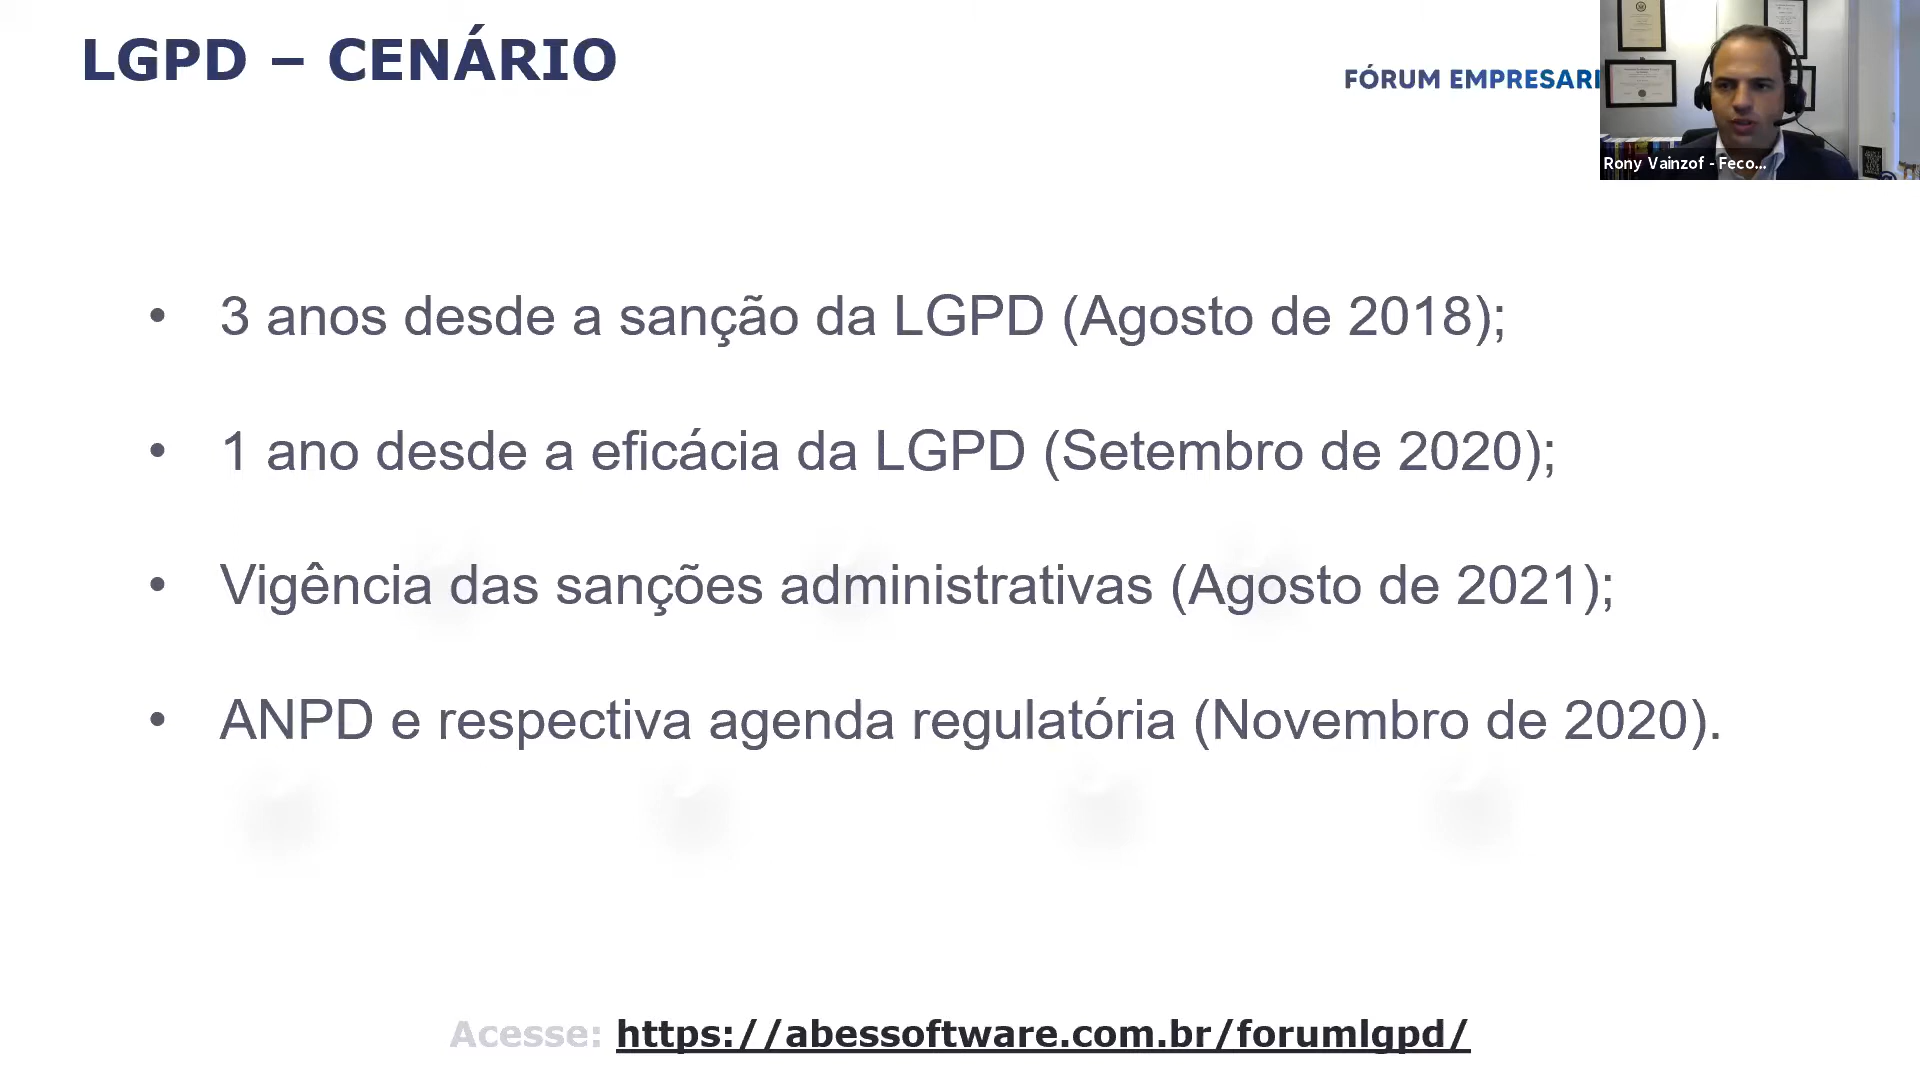 LGPD – CENÁRIO
FÓRUM EMPRESARI
Rony Vainzof - Feco...
• 3 anos desde a sanção da LGPD (Agosto de 2018);
• 1 ano desde a eficácia da LGPD (Setembro de 2020);
• Vigência das sanções administrativas (Agosto de 2021);
• ANPD e respectiva agenda regulatória (Novembro de 2020).
Acesse: https://abessoftware.com.br/forumlgpd/